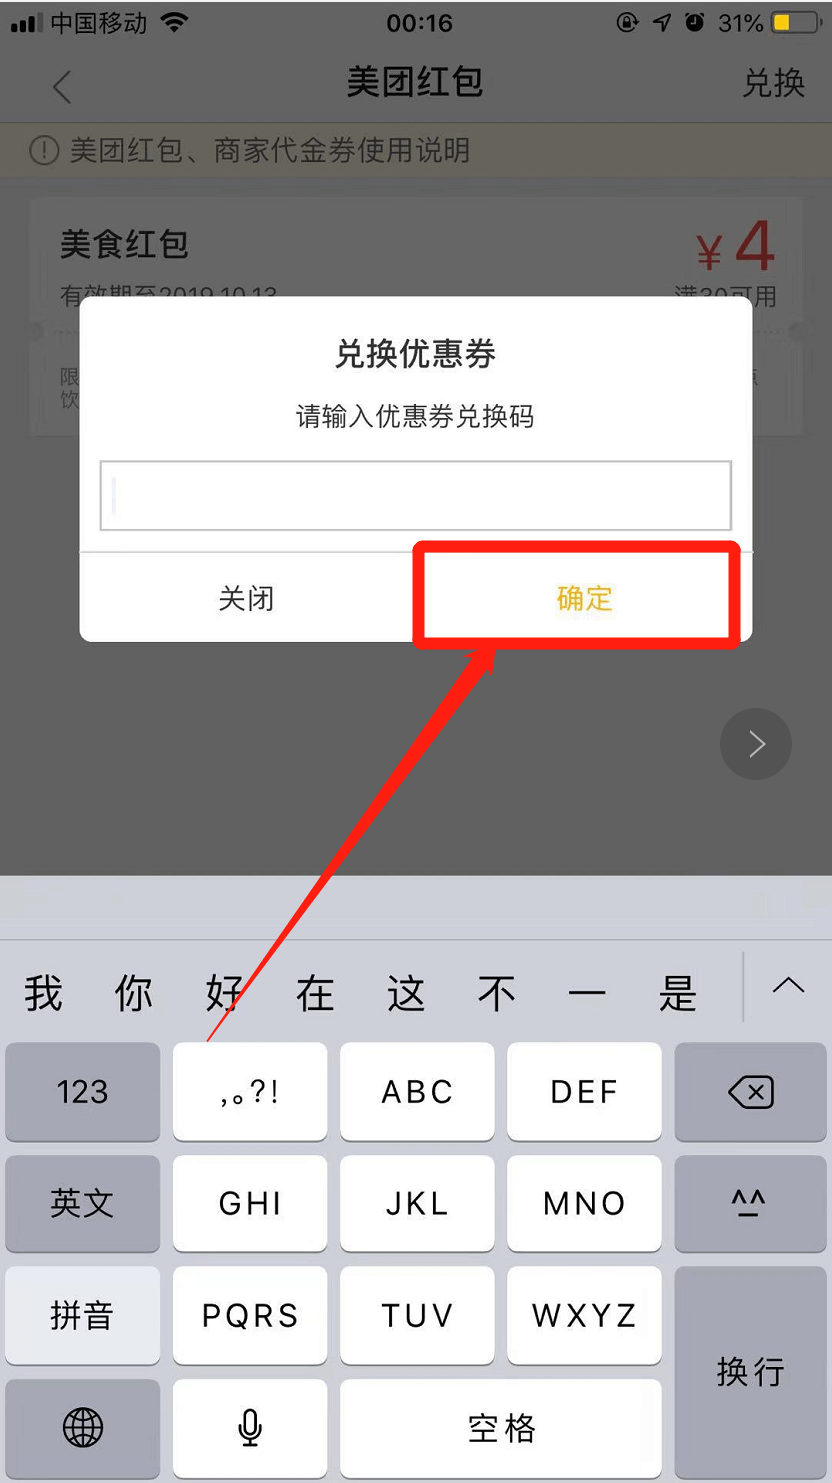 中国移动 00:16 31%
美团红包 兑换
美团红包、商家代金券使用说明
美食红包 ¥4
有效期至2019.10.13 满30可用
限
饮
兑换优惠券
请输入优惠券兑换码
关闭 确定
我 你 好 在 这 不 一 是
123 ,。?! ABC DEF
英文 GHI JKL MNO ^_^
拼音 PQRS TUV WXYZ
换行
空格